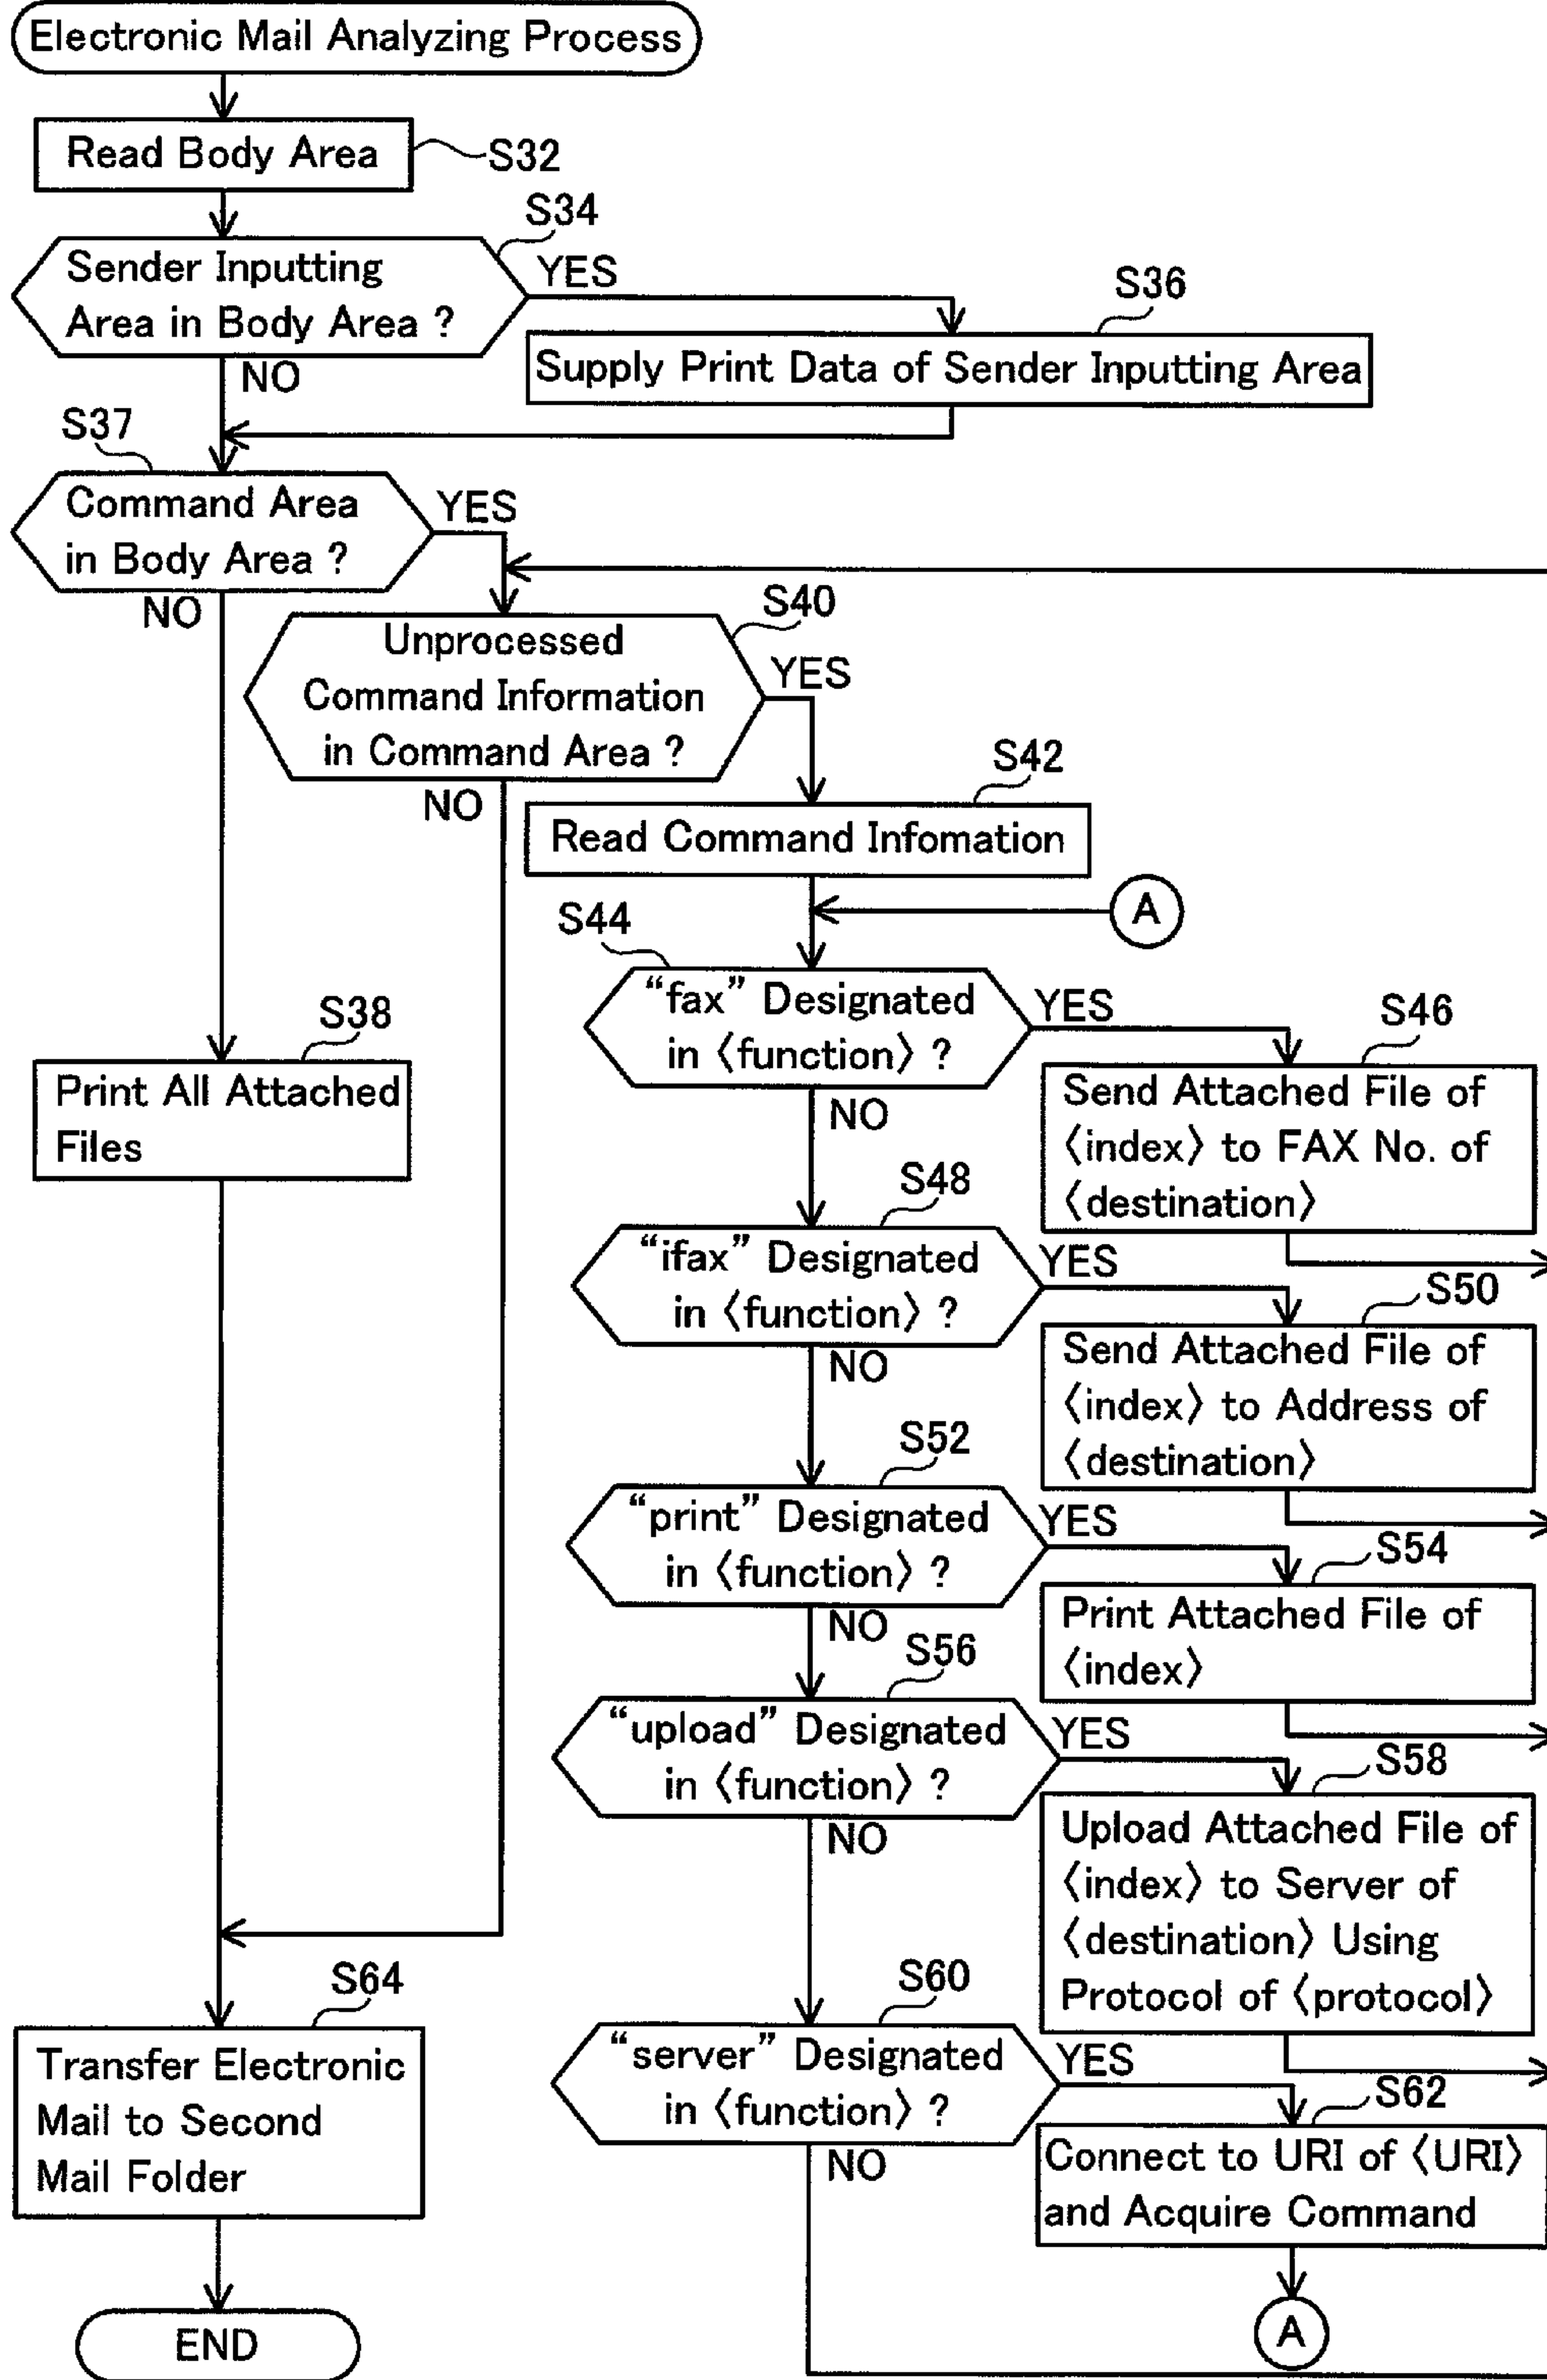 Electronic Mail Analyzing Process
Read Body Area
S32
S34
Sender Inputting
Area in Body Area ?
YES
NO
S36
Supply Print Data of Sender Inputting Area
S37
Command Area
in Body Area ?
YES
NO
S40
Unprocessed
Command Information
in Command Area ?
YES
NO
S42
Read Command Infomation
A
S44
“fax” Designated
in 〈function〉 ?
YES
NO
S46
Send Attached File of
〈index〉 to FAX No. of
〈destination〉
S38
Print All Attached
Files
S48
“ifax” Designated
in 〈function〉 ?
YES
NO
S50
Send Attached File of
〈index〉 to Address of
〈destination〉
S52
“print” Designated
in 〈function〉 ?
YES
NO
S54
Print Attached File of
〈index〉
S56
“upload” Designated
in 〈function〉 ?
YES
NO
S58
Upload Attached File of
〈index〉 to Server of
〈destination〉 Using
Protocol of 〈protocol〉
S60
“server” Designated
in 〈function〉 ?
YES
NO
S62
Connect to URI of 〈URI〉
and Acquire Command
A
S64
Transfer Electronic
Mail to Second
Mail Folder
END